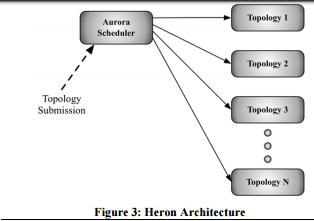 Aurora
Scheduler
Topology 1
Topology 2
Topology 3
Topology N
Topology
Submission
Figure 3: Heron Architecture